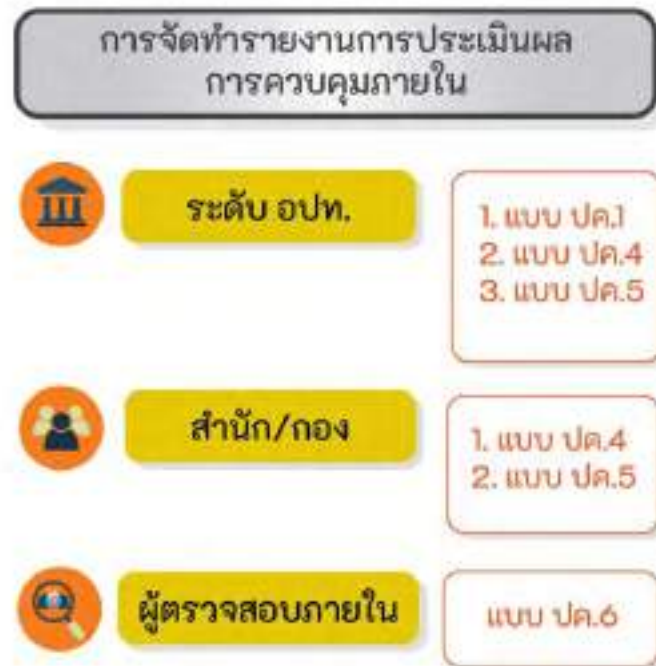 การจัดทำรายงานการประเมินผล
การควบคุมภายใน
ระดับ อปท.
1. แบบ ปค.1
2. แบบ ปค.4
3. แบบ ปค.5
สำนัก/กอง
1. แบบ ปค.4
2. แบบ ปค.5
ผู้ตรวจสอบภายใน
แบบ ปค.6